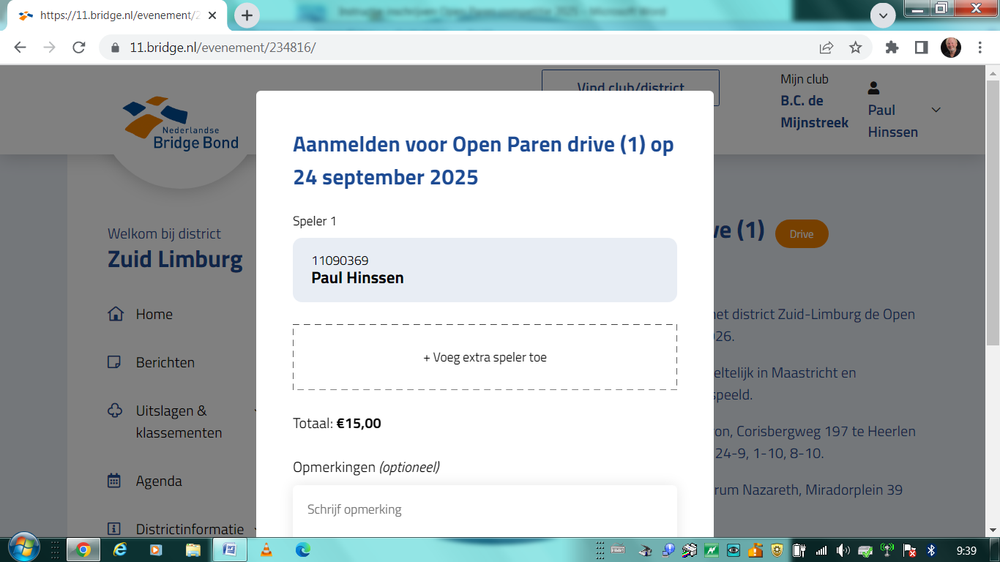 https://11.bridge.nl/evenement/2
11.bridge.nl/evenement/234816/
Vind club/district
Mijn club
B.C. de
Mijnstreek
Paul
Hinssen
Nederlandse
Bridge Bond
Aanmelden voor Open Paren drive (1) op
24 september 2025
Welkom bij district
Zuid Limburg
Home
Berichten
Uitslagen &
klassementen
Agenda
Districtinformatie
Speler 1
11090369
Paul Hinssen
+ Voeg extra speler toe
Totaal: €15,00
Opmerkingen (optioneel)
Schrijf opmerking
ve (1)
Drive
het district Zuid-Limburg de Open
026.
eltelijk in Maastricht en
speeld.
on, Corisbergweg 197 te Heerlen
24-9, 1-10, 8-10.
rum Nazareth, Miradorplein 39
9:39